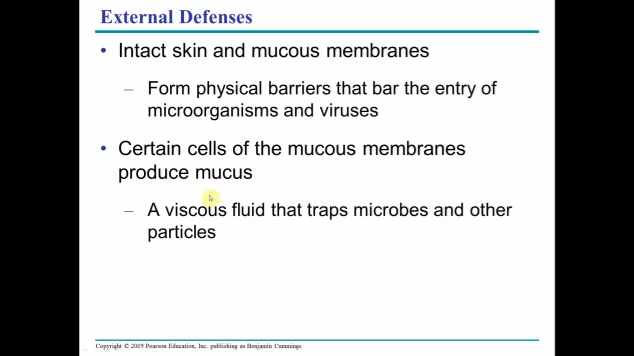 External Defenses
• Intact skin and mucous membranes
– Form physical barriers that bar the entry of
microorganisms and viruses
• Certain cells of the mucous membranes
produce mucus
– A viscous fluid that traps microbes and other
particles
Copyright © 2005 Pearson Education, Inc. publishing as Benjamin Cummings